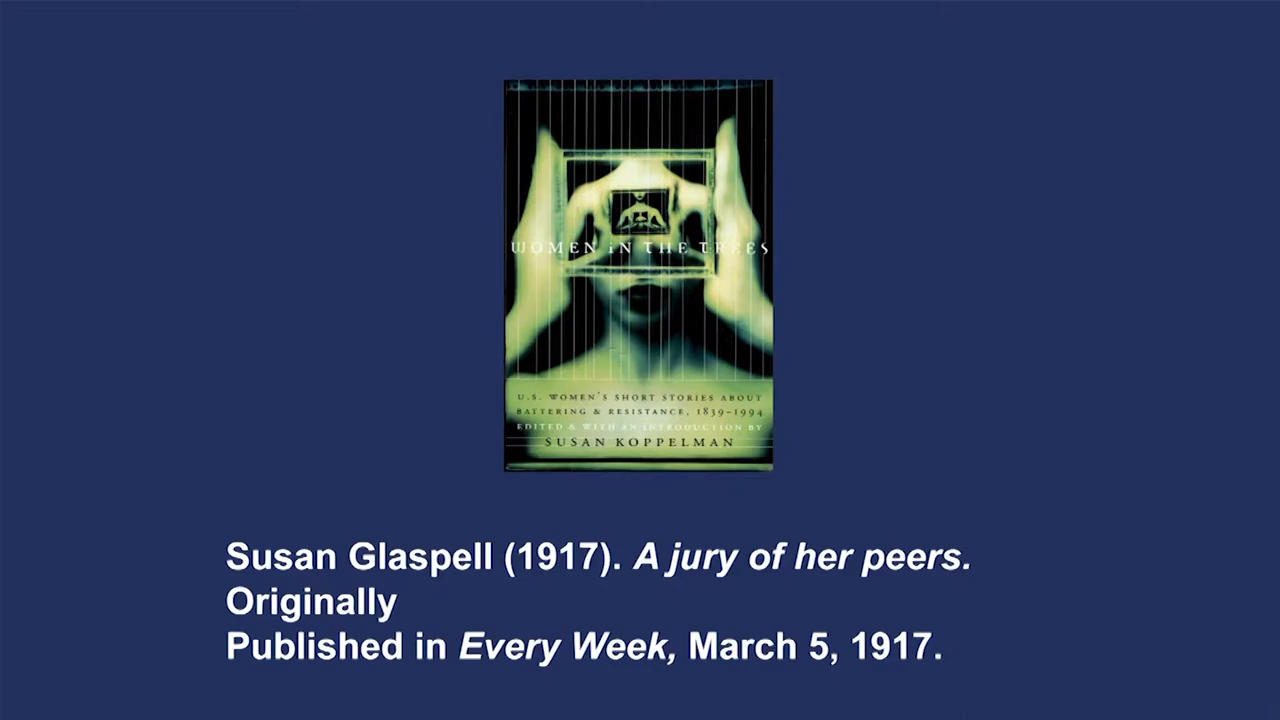 WOMEN iN THE TREES
U.S. WOMEN'S SHORT STORIES ABOUT
BATTERING & RESISTANCE, 1839–1994
EDITED & WITH AN INTRODUCTION BY
SUSAN KOPPELMAN
Susan Glaspell (1917). A jury of her peers.
Originally
Published in Every Week, March 5, 1917.